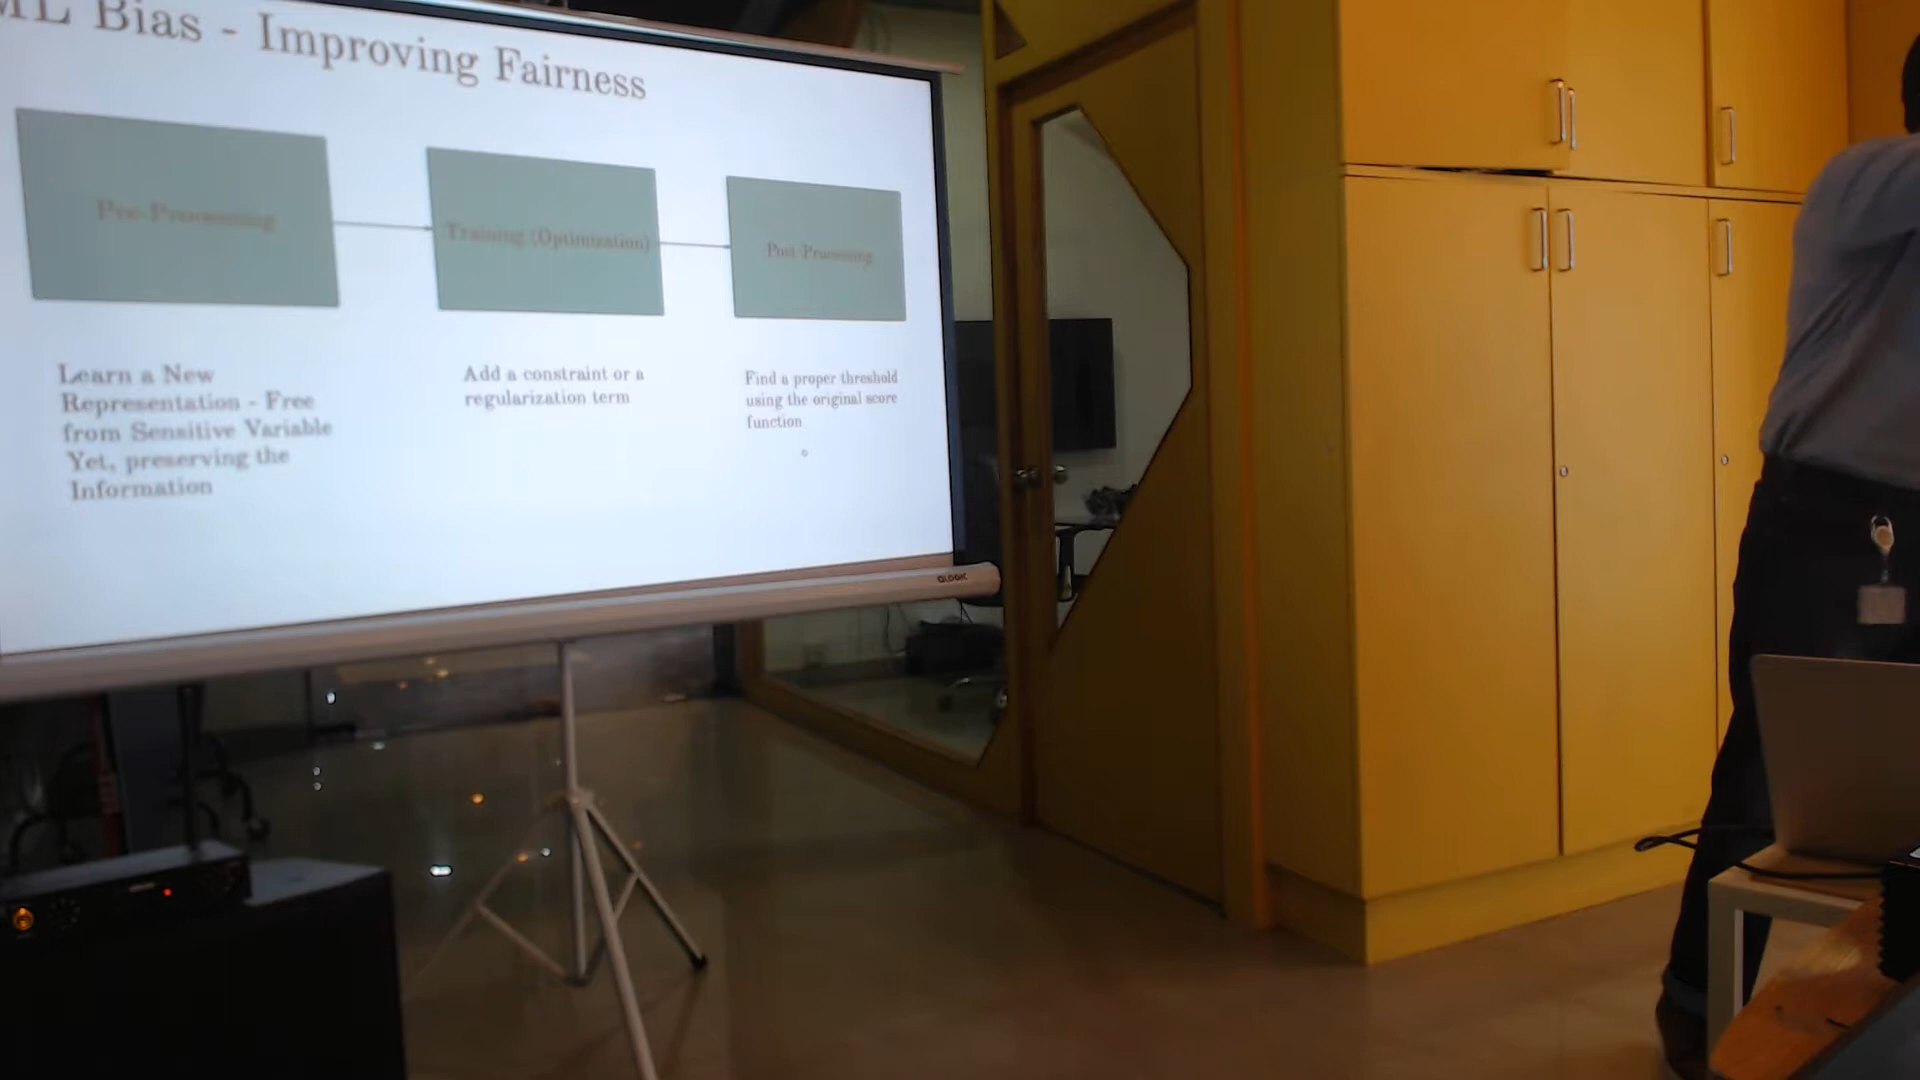 ML Bias - Improving Fairness
Pre-Processing
Training (Optimization)
Post-Processing
Learn a New
Representation - Free
from Sensitive Variable
Yet, preserving the
Information
Add a constraint or a
regularization term
Find a proper threshold
using the original score
function